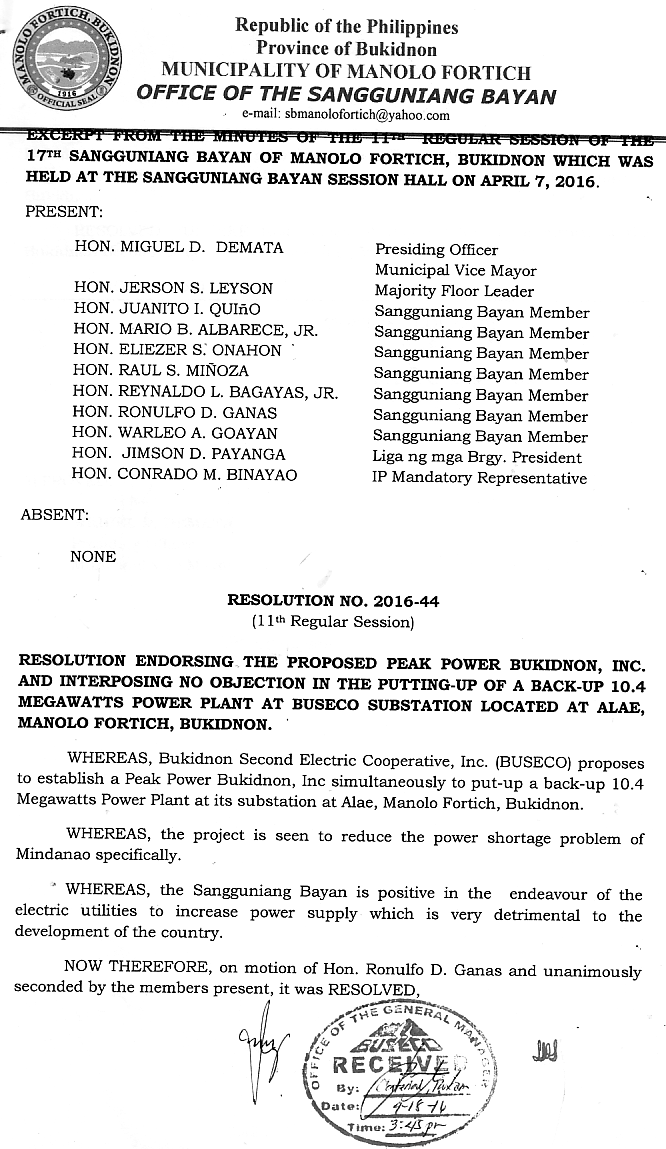 MANOLO FORTICH, BUKIDNON
1916
OFFICIAL SEAL
Republic of the Philippines
Province of Bukidnon
MUNICIPALITY OF MANOLO FORTICH
OFFICE OF THE SANGGUNIANG BAYAN
e-mail: sbmanolofortich@yahoo.com
EXCERPT FROM THE MINUTES OF THE 11TH REGULAR SESSION OF THE
17TH SANGGUNIANG BAYAN OF MANOLO FORTICH, BUKIDNON WHICH WAS
HELD AT THE SANGGUNIANG BAYAN SESSION HALL ON APRIL 7, 2016.
PRESENT:
HON. MIGUEL D. DEMATA Presiding Officer
Municipal Vice Mayor
HON. JERSON S. LEYSON Majority Floor Leader
HON. JUANITO I. QUIñO Sangguniang Bayan Member
HON. MARIO B. ALBARECE, JR. Sangguniang Bayan Member
HON. ELIEZER S. ONAHON Sangguniang Bayan Member
HON. RAUL S. MIÑOZA Sangguniang Bayan Member
HON. REYNALDO L. BAGAYAS, JR. Sangguniang Bayan Member
HON. RONULFO D. GANAS Sangguniang Bayan Member
HON. WARLEO A. GOAYAN Sangguniang Bayan Member
HON. JIMSON D. PAYANGA Liga ng mga Brgy. President
HON. CONRADO M. BINAYAO IP Mandatory Representative
ABSENT:
NONE
RESOLUTION NO. 2016-44
(11th Regular Session)
RESOLUTION ENDORSING THE PROPOSED PEAK POWER BUKIDNON, INC.
AND INTERPOSING NO OBJECTION IN THE PUTTING-UP OF A BACK-UP 10.4
MEGAWATTS POWER PLANT AT BUSECO SUBSTATION LOCATED AT ALAE,
MANOLO FORTICH, BUKIDNON.
WHEREAS, Bukidnon Second Electric Cooperative, Inc. (BUSECO) proposes
to establish a Peak Power Bukidnon, Inc simultaneously to put-up a back-up 10.4
Megawatts Power Plant at its substation at Alae, Manolo Fortich, Bukidnon.
WHEREAS, the project is seen to reduce the power shortage problem of
Mindanao specifically.
WHEREAS, the Sangguniang Bayan is positive in the endeavour of the
electric utilities to increase power supply which is very detrimental to the
development of the country.
NOW THEREFORE, on motion of Hon. Ronulfo D. Ganas and unanimously
seconded by the members present, it was RESOLVED,
OFFICE OF THE GENERAL MANAGER
BUSECO
RECEIVED
By:
Date: 4-18-16
Time: 3:45 pm